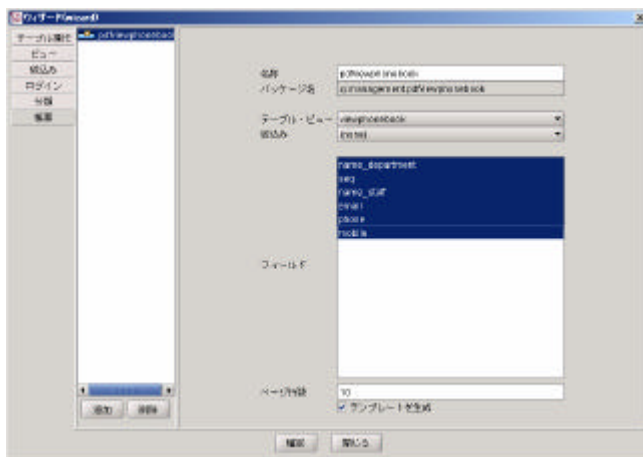 ウィザード(wizard)
テーブル属性
ビュー
絞込み
ログイン
分類
帳票
pdfviewphonebook
名称
pdfviewphonebook
パッケージ名
テーブル・ビュー
viewphonebook
絞込み
(none)
フィールド
name_department
seq
name_staff
email
phone
mobile
ページ行数
10
テンプレートを生成
追加
削除
確認
閉じる